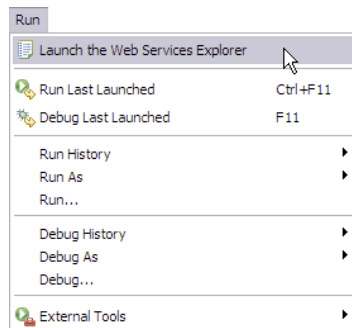 Run
Launch the Web Services Explorer
Run Last Launched Ctrl+F11
Debug Last Launched F11
Run History
Run As
Run...
Debug History
Debug As
Debug...
External Tools